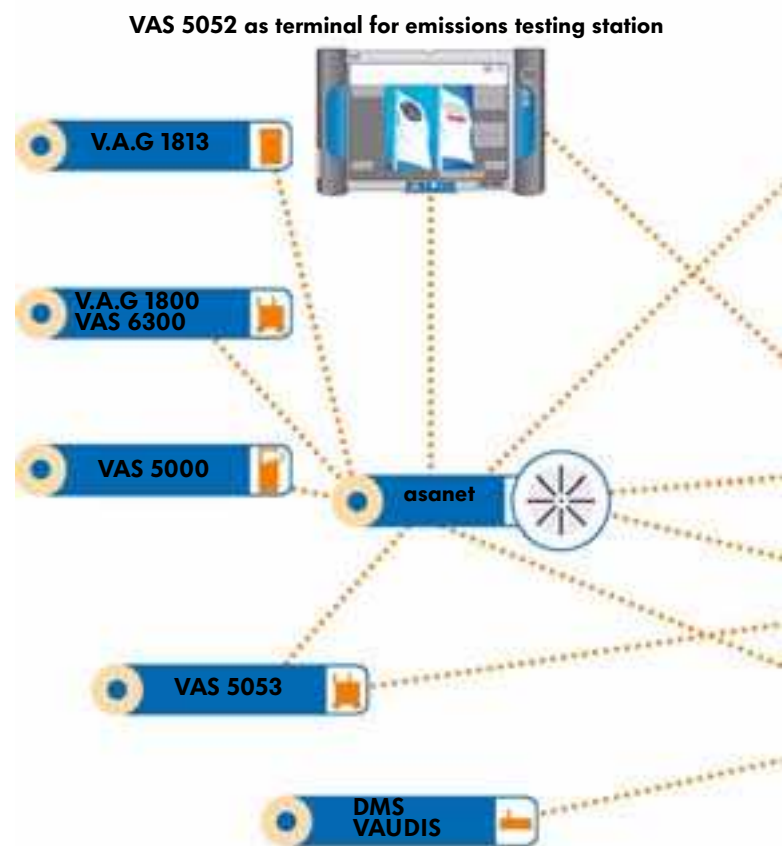 VAS 5052 as terminal for emissions testing station
V.A.G 1813
V.A.G 1800
VAS 6300
VAS 5000
asanet
VAS 5053
DMS
VAUDIS